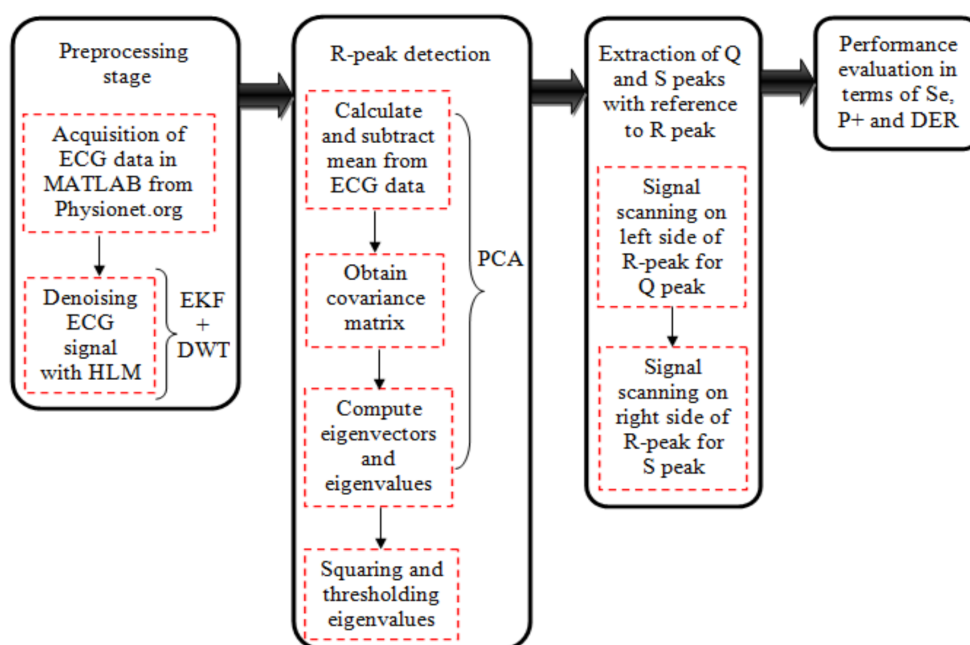 Preprocessing
stage
Acquisition of
ECG data in
MATLAB from
Physionet.org
Denoising
ECG
signal
with HLM
EKF
+
DWT
R-peak detection
Calculate
and subtract
mean from
ECG data
Obtain
covariance
matrix
Compute
eigenvectors
and
eigenvalues
PCA
Squaring and
thresholding
eigenvalues
Extraction of Q
and S peaks
with reference
to R peak
Signal
scanning on
left side of
R-peak for
Q peak
Signal
scanning on
right side of
R-peak for
S peak
Performance
evaluation in
terms of Se,
P+ and DER